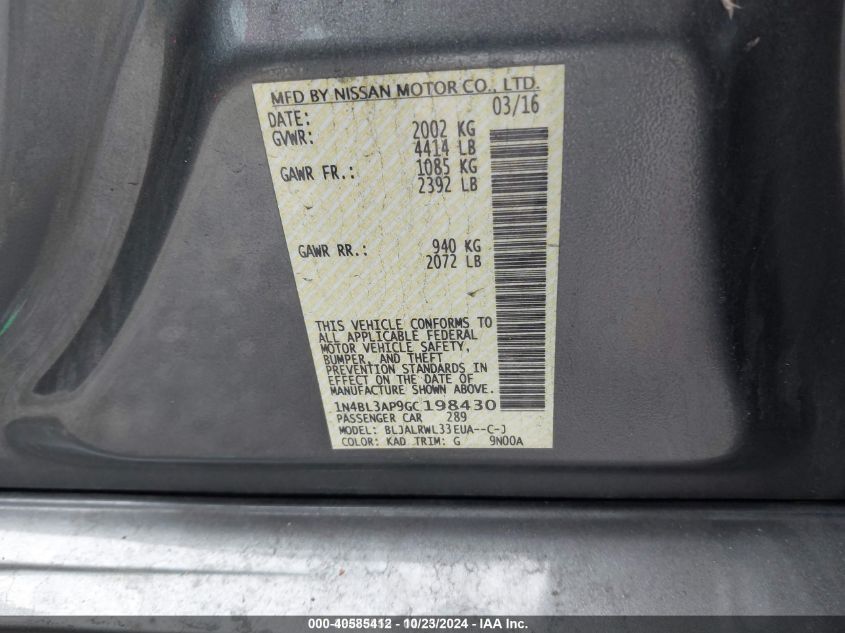 MFD BY NISSAN MOTOR CO., LTD.
DATE: 03/16
GVWR: 2002 KG
4414 LB
GAWR FR.: 1085 KG
2392 LB
GAWR RR.: 940 KG
2072 LB
THIS VEHICLE CONFORMS TO
ALL APPLICABLE FEDERAL
MOTOR VEHICLE SAFETY,
BUMPER, AND THEFT
PREVENTION STANDARDS IN
EFFECT ON THE DATE OF
MANUFACTURE SHOWN ABOVE.
1N4BL3AP9GC198430
PASSENGER CAR 289
MODEL: BLJALRWL33EUA--C-J
COLOR: KAD TRIM: G 9N00A
000-40585412 - 10/23/2024 - IAA Inc.